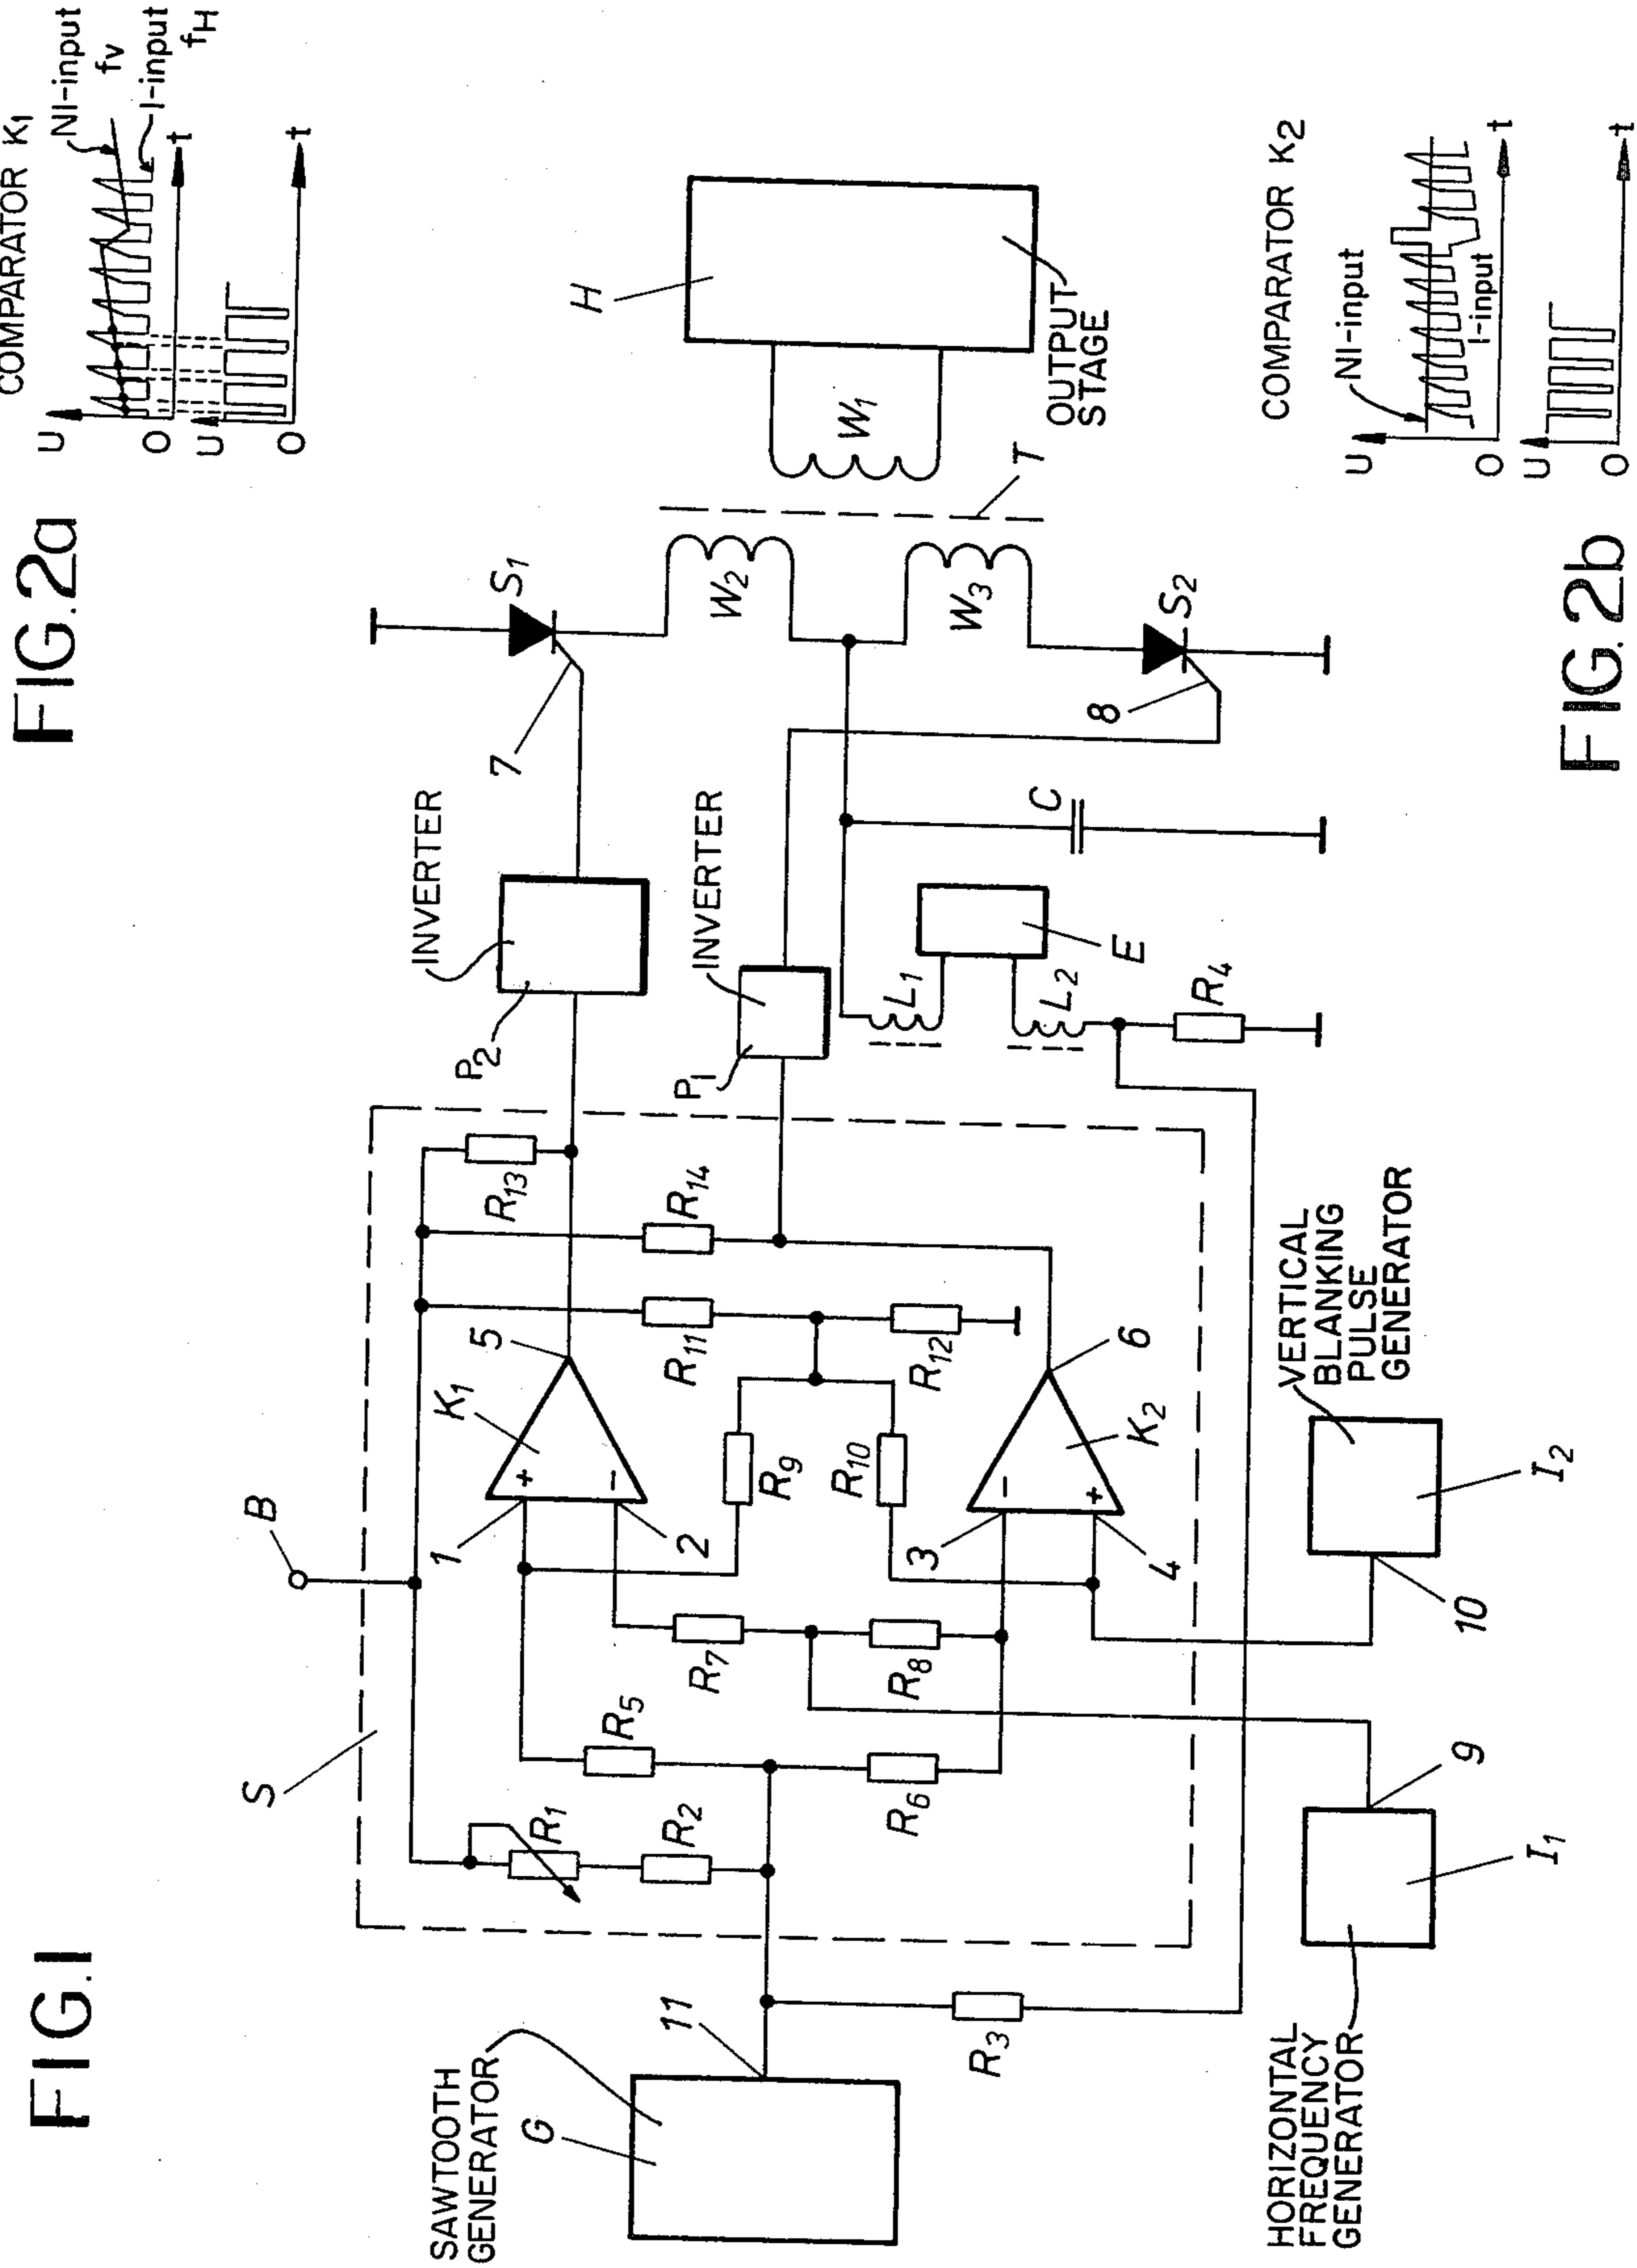 FIG.1
SAWTOOTH
GENERATOR
G
11
R3
S
B
R1
R2
R5
R6
R7
R8
1
2
3
4
K1
+
−
K2
−
+
5
6
R9
R10
R11
R12
R13
R14
HORIZONTAL
FREQUENCY
GENERATOR
I1
9
VERTICAL
BLANKING
PULSE
GENERATOR
I2
10
P2
INVERTER
P1
INVERTER
7
8
S1
S2
L1
L2
E
R4
C
W2
W3
T
W1
H
OUTPUT
STAGE
FIG.2a
COMPARATOR K1
U
O
t
NI-input
fv
I-input
fH
U
O
t
FIG.2b
COMPARATOR K2
U
O
t
NI-input
I-input
U
O
t